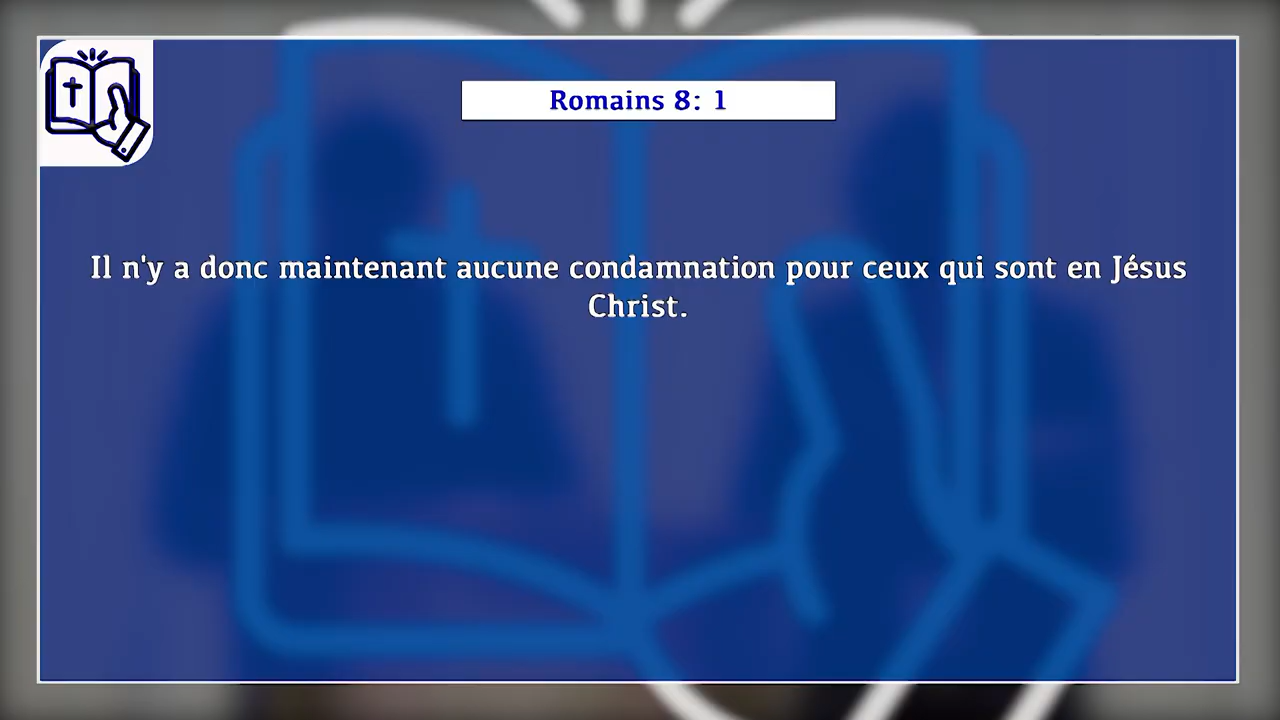 Romains 8: 1
Il n'y a donc maintenant aucune condamnation pour ceux qui sont en Jésus
Christ.